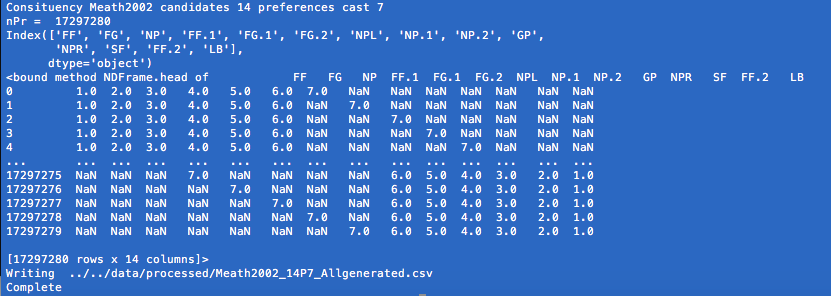 Consituency Meath2002 candidates 14 preferences cast 7
nPr =  17297280
Index(['FF', 'FG', 'NP', 'FF.1', 'FG.1', 'FG.2', 'NPL', 'NP.1', 'NP.2', 'GP',
'NPR', 'SF', 'FF.2', 'LB'],
dtype='object')
<bound method NDFrame.head of FF FG NP FF.1 FG.1 FG.2 NPL NP.1 NP.2 GP NPR SF FF.2 LB
0 1.0 2.0 3.0 4.0 5.0 6.0 7.0 NaN NaN NaN NaN NaN NaN NaN
1 1.0 2.0 3.0 4.0 5.0 6.0 NaN 7.0 NaN NaN NaN NaN NaN NaN
2 1.0 2.0 3.0 4.0 5.0 6.0 NaN NaN 7.0 NaN NaN NaN NaN NaN
3 1.0 2.0 3.0 4.0 5.0 6.0 NaN NaN NaN 7.0 NaN NaN NaN NaN
4 1.0 2.0 3.0 4.0 5.0 6.0 NaN NaN NaN NaN 7.0 NaN NaN NaN
... ... ... ... ... ... ... ... ... ... ... ... ... ... ...
17297275 NaN NaN NaN 7.0 NaN NaN NaN NaN 6.0 5.0 4.0 3.0 2.0 1.0
17297276 NaN NaN NaN NaN 7.0 NaN NaN NaN 6.0 5.0 4.0 3.0 2.0 1.0
17297277 NaN NaN NaN NaN NaN 7.0 NaN NaN 6.0 5.0 4.0 3.0 2.0 1.0
17297278 NaN NaN NaN NaN NaN NaN 7.0 NaN 6.0 5.0 4.0 3.0 2.0 1.0
17297279 NaN NaN NaN NaN NaN NaN NaN 7.0 6.0 5.0 4.0 3.0 2.0 1.0
[17297280 rows x 14 columns]>
Writing  ../../data/processed/Meath2002_14P7_Allgenerated.csv
Complete